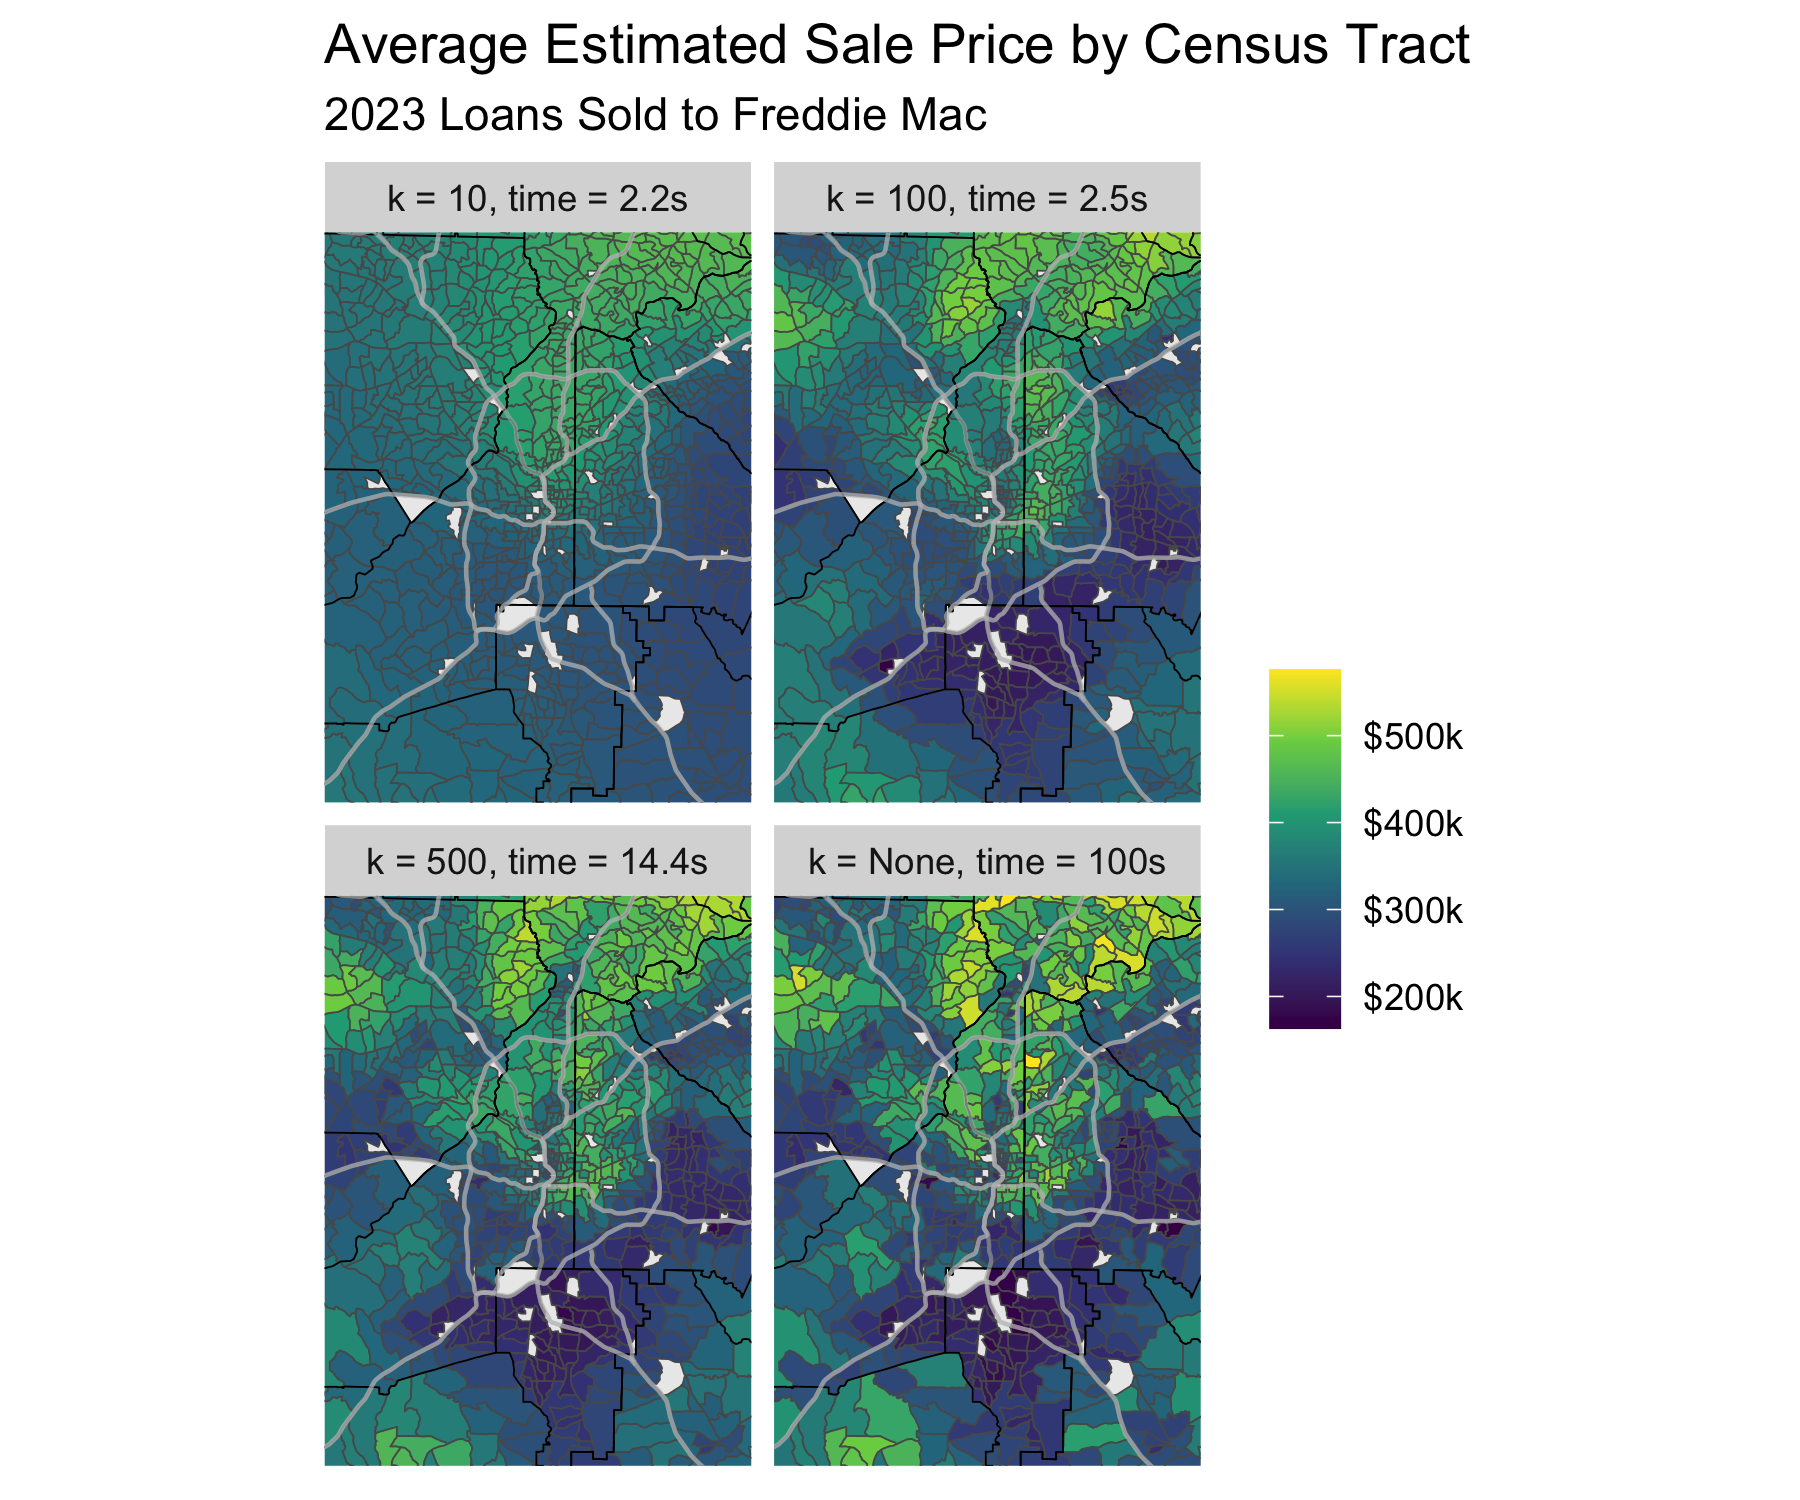 Average Estimated Sale Price by Census Tract
2023 Loans Sold to Freddie Mac
k = 10, time = 2.2s
k = 100, time = 2.5s
k = 500, time = 14.4s
k = None, time = 100s
$500k
$400k
$300k
$200k